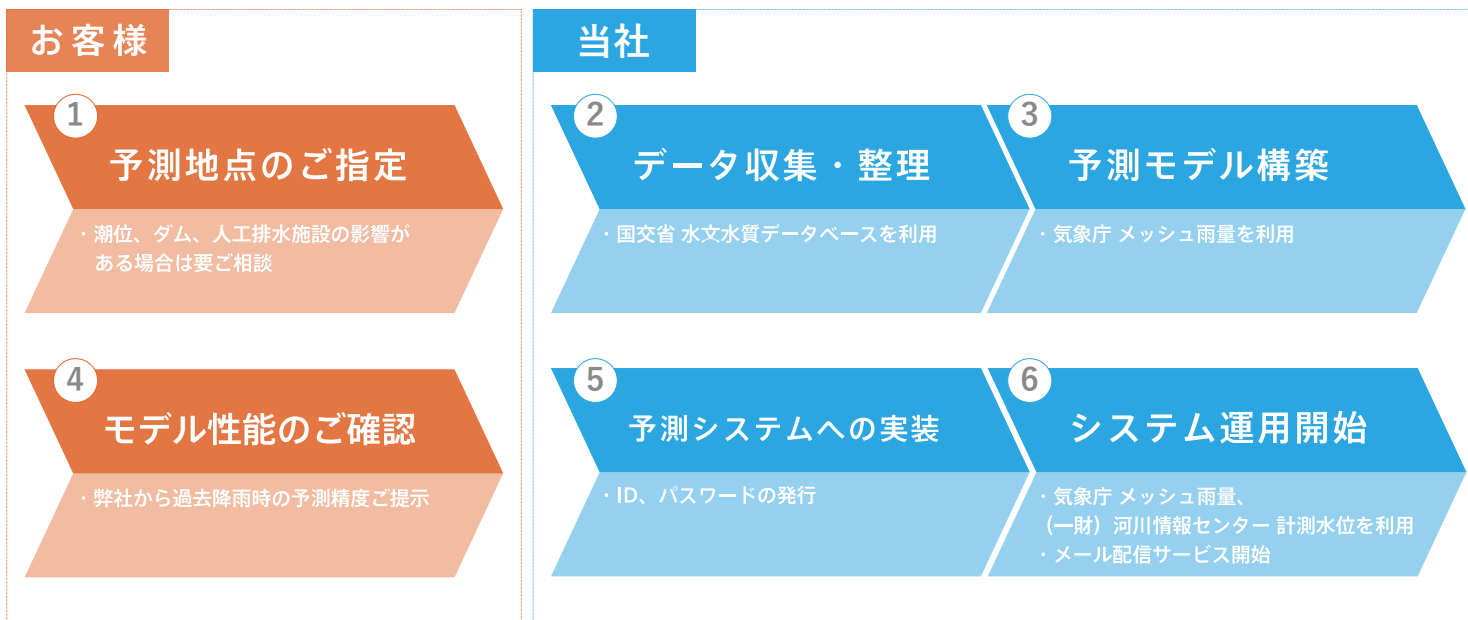 お客様
当社
1
予測地点のご指定
・潮位、ダム、人工排水施設の影響が
ある場合は要ご相談
2
データ収集・整理
・国交省 水文水質データベースを利用
3
予測モデル構築
・気象庁 メッシュ雨量を利用
4
モデル性能のご確認
・弊社から過去降雨時の予測精度ご提示
5
予測システムへの実装
・ID、パスワードの発行
6
システム運用開始
・気象庁 メッシュ雨量、
（一財）河川情報センター 計測水位を利用
・メール配信サービス開始